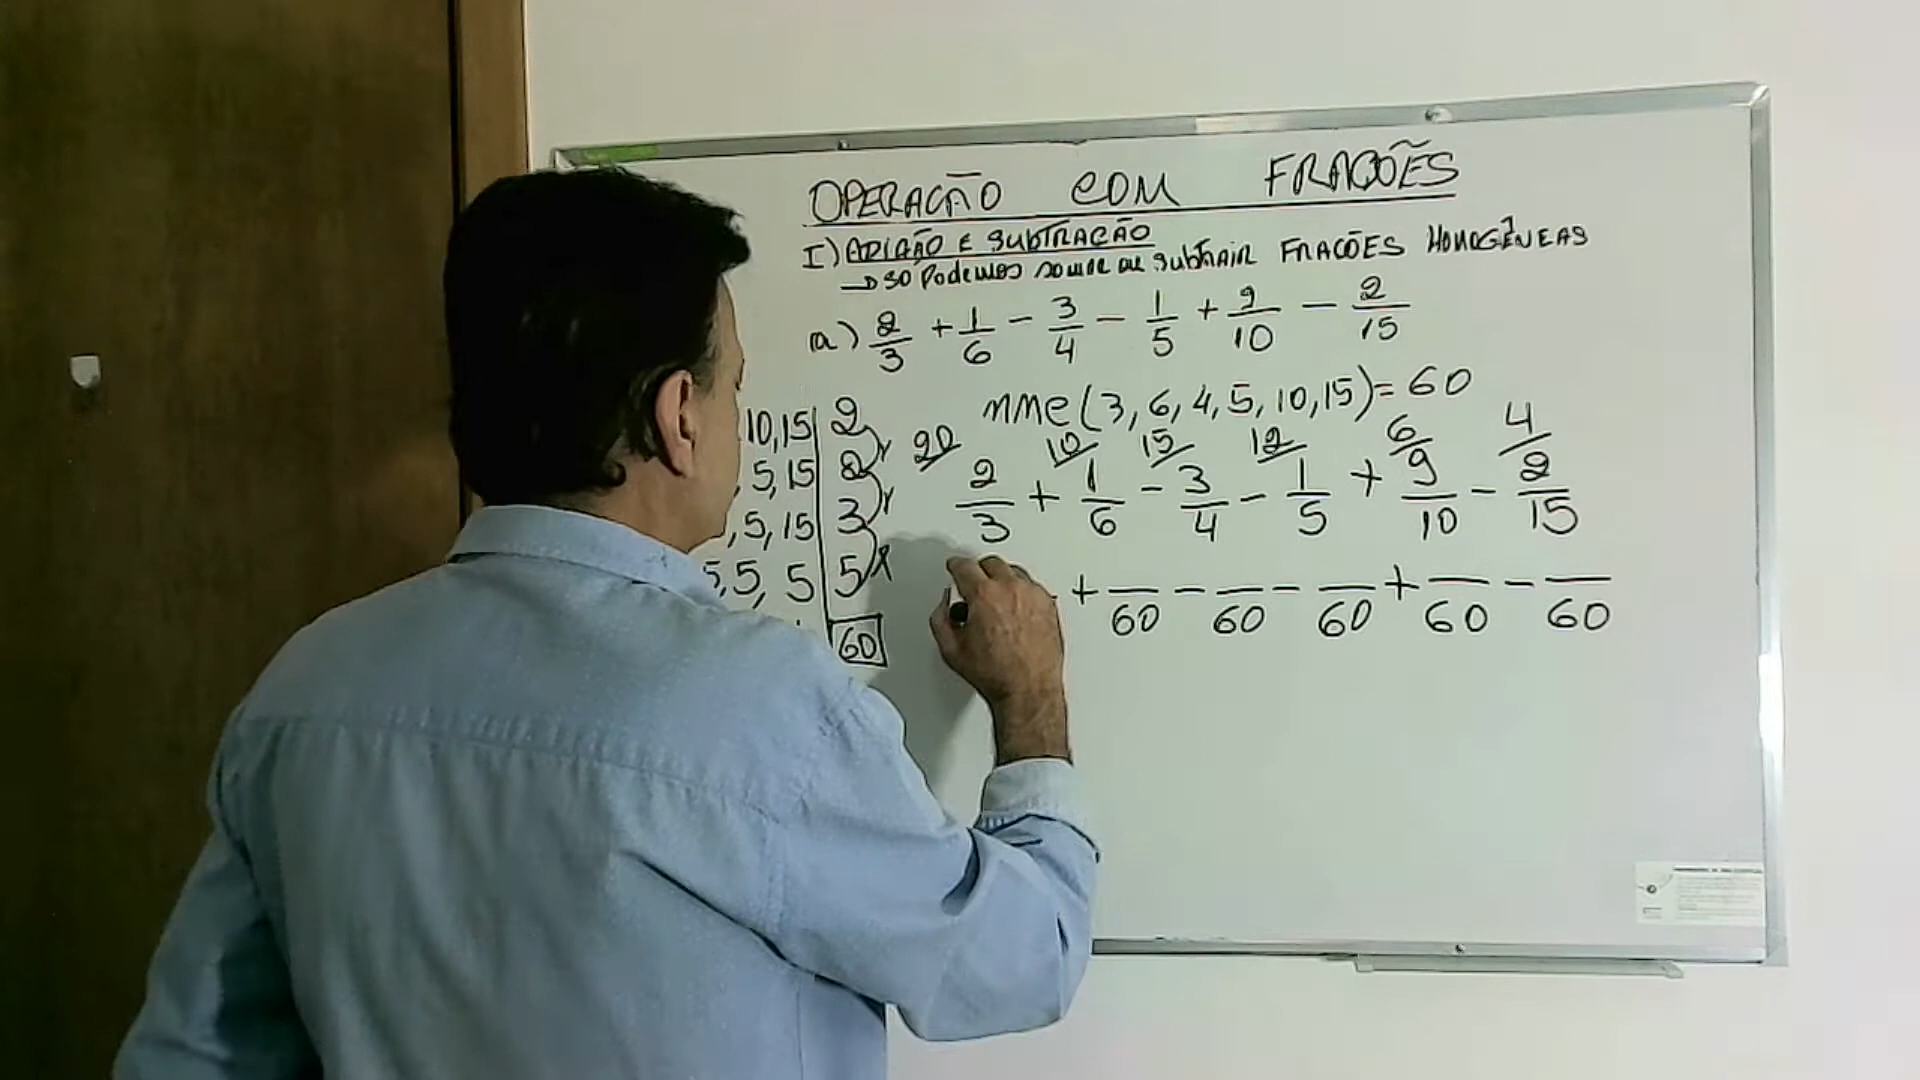 OPERAÇÃO COM FRAÇÕES
I) ADIÇÃO E SUBTRAÇÃO
→ SÓ Podemos somar ou subtrair FRAÇÕES HOMOGÊNEAS
a) 2/3 + 1/6 - 3/4 - 1/5 + 9/10 - 2/15
MMC (3, 6, 4, 5, 10, 15) = 60
10, 15 | 2
, 5, 15 | 2
, 5, 15 | 3
5, 5, 5 | 5
60
20 10 15 12 6 4
2/3 + 1/6 - 3/4 - 1/5 + 9/10 - 2/15
+ /60 - /60 - /60 + /60 - /60